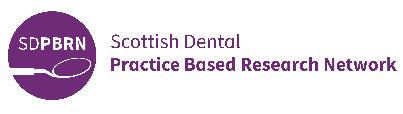 SDPBRN
Scottish Dental
Practice Based Research Network